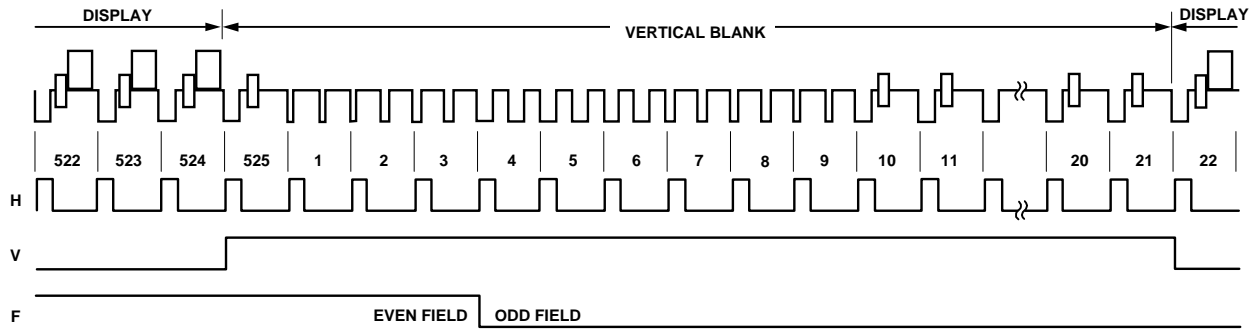 DISPLAY
VERTICAL BLANK
DISPLAY
522 523 524 525 1 2 3 4 5 6 7 8 9 10 11 20 21 22
H
V
F
EVEN FIELD ODD FIELD